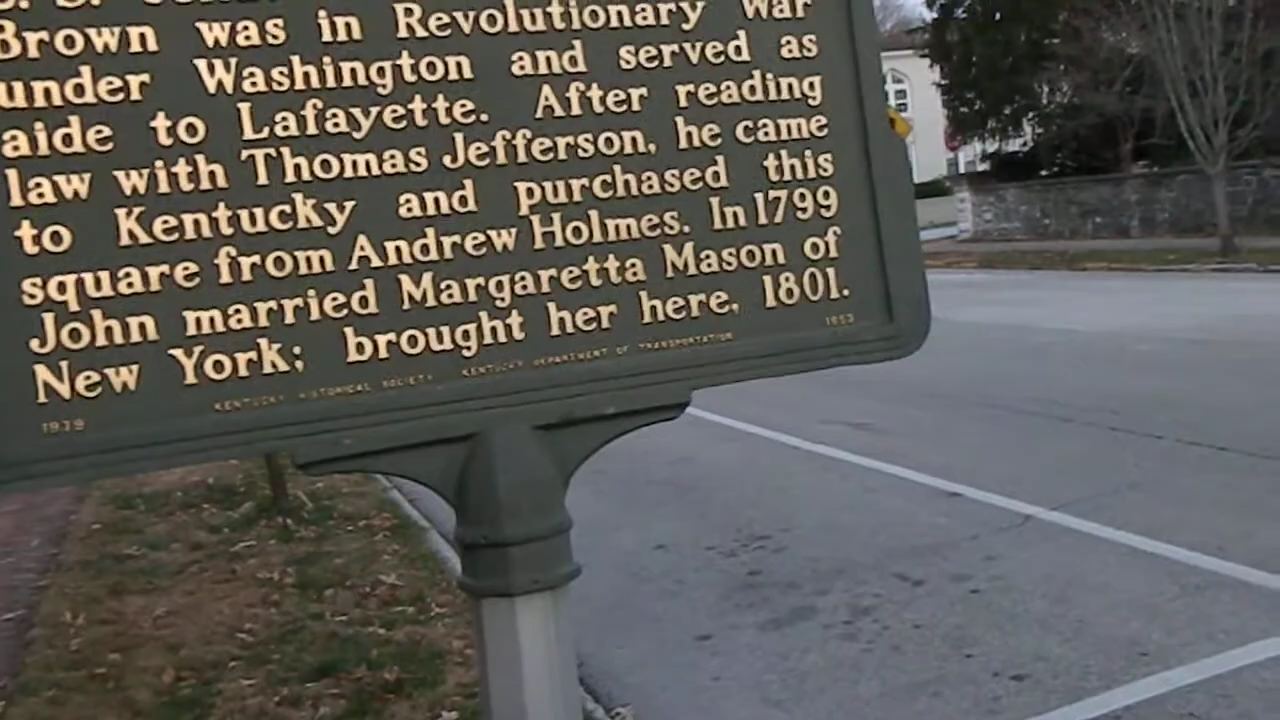 Brown was in Revolutionary War
under Washington and served as
aide to Lafayette. After reading
law with Thomas Jefferson, he came
to Kentucky and purchased this
square from Andrew Holmes. In 1799
John married Margaretta Mason of
New York; brought her here, 1801.
1979 KENTUCKY HISTORICAL SOCIETY KENTUCKY DEPARTMENT OF TRANSPORTATION 1953